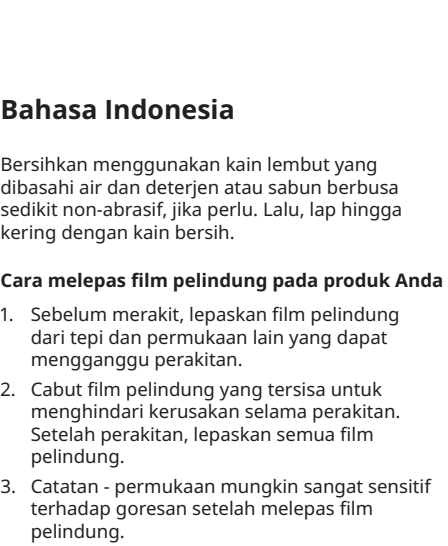 Bahasa Indonesia
Bersihkan menggunakan kain lembut yang
dibasahi air dan deterjen atau sabun berbusa
sedikit non-abrasif, jika perlu. Lalu, lap hingga
kering dengan kain bersih.
Cara melepas film pelindung pada produk Anda
1. Sebelum merakit, lepaskan film pelindung
dari tepi dan permukaan lain yang dapat
mengganggu perakitan.
2. Cabut film pelindung yang tersisa untuk
menghindari kerusakan selama perakitan.
Setelah perakitan, lepaskan semua film
pelindung.
3. Catatan - permukaan mungkin sangat sensitif
terhadap goresan setelah melepas film
pelindung.